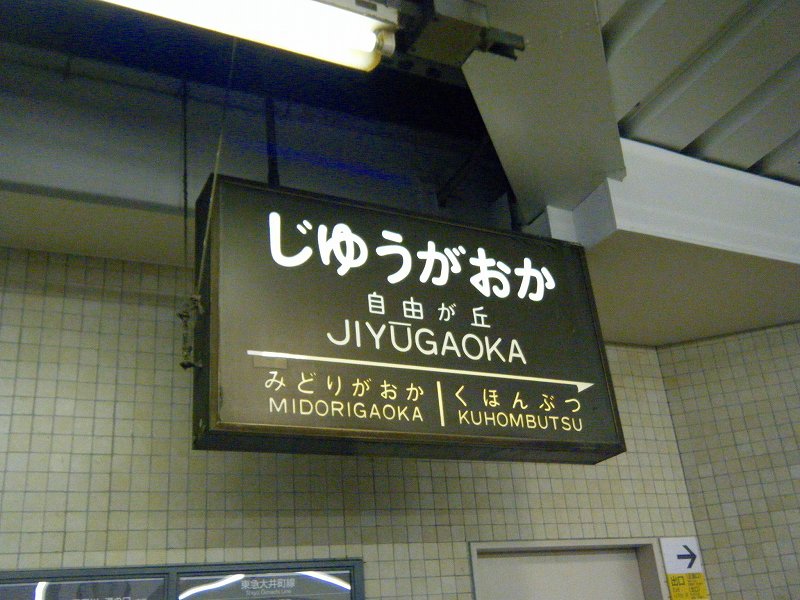 じゆうがおか
自由が丘
JIYŪGAOKA
みどりがおか くほんぶつ
MIDORIGAOKA KUHOMBUTSU
東急大井町線
出口